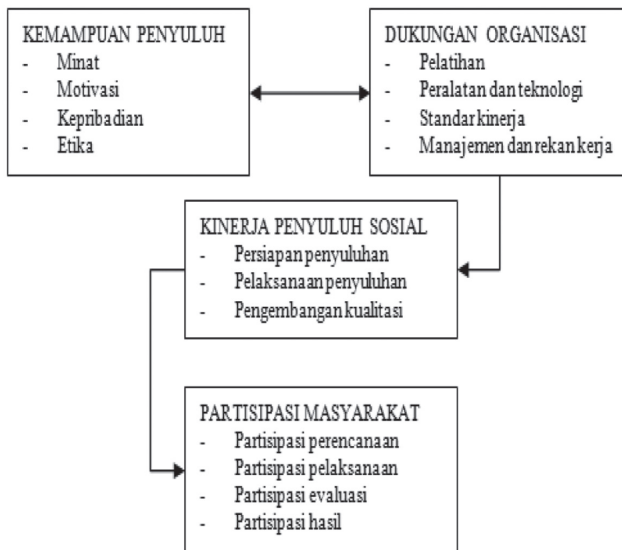 KEMAMPUAN PENYULUH
- Minat
- Motivasi
- Kepribadian
- Etika
DUKUNGAN ORGANISASI
- Pelatihan
- Peralatan dan teknologi
- Standar kinerja
- Manajemen dan rekan kerja
KINERJA PENYULUH SOSIAL
- Persiapan penyuluhan
- Pelaksanaan penyuluhan
- Pengembangan kualitasi
PARTISIPASI MASYARAKAT
- Partisipasi perencanaan
- Partisipasi pelaksanaan
- Partisipasi evaluasi
- Partisipasi hasil